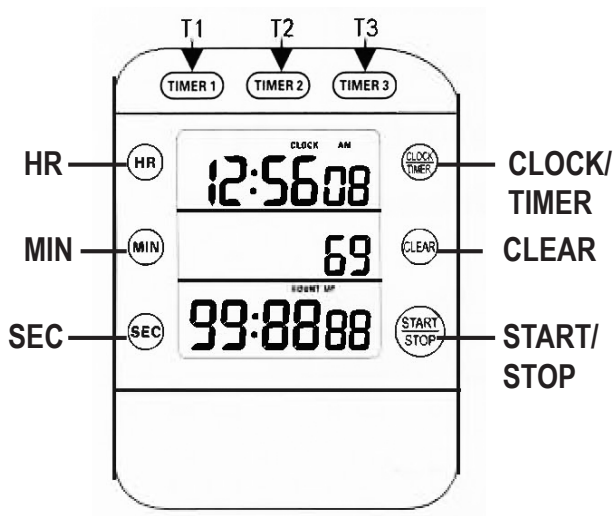 T1 T2 T3
TIMER 1 TIMER 2 TIMER 3
CLOCK AM
HR HR 12:56 08 CLOCK TIMER CLOCK/
TIMER
MIN MIN 69 CLEAR CLEAR
COUNT UP
SEC SEC 99:88 88 START STOP START/
STOP